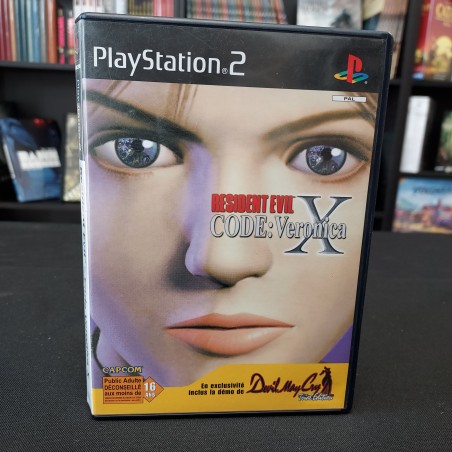 PlayStation®2
PAL
RESIDENT EVIL
CODE: Veronica X
CAPCOM
Public Adulte
DÉCONSEILLÉ
aux moins de
16 ANS
En exclusivité
inclus la démo de
Devil May Cry